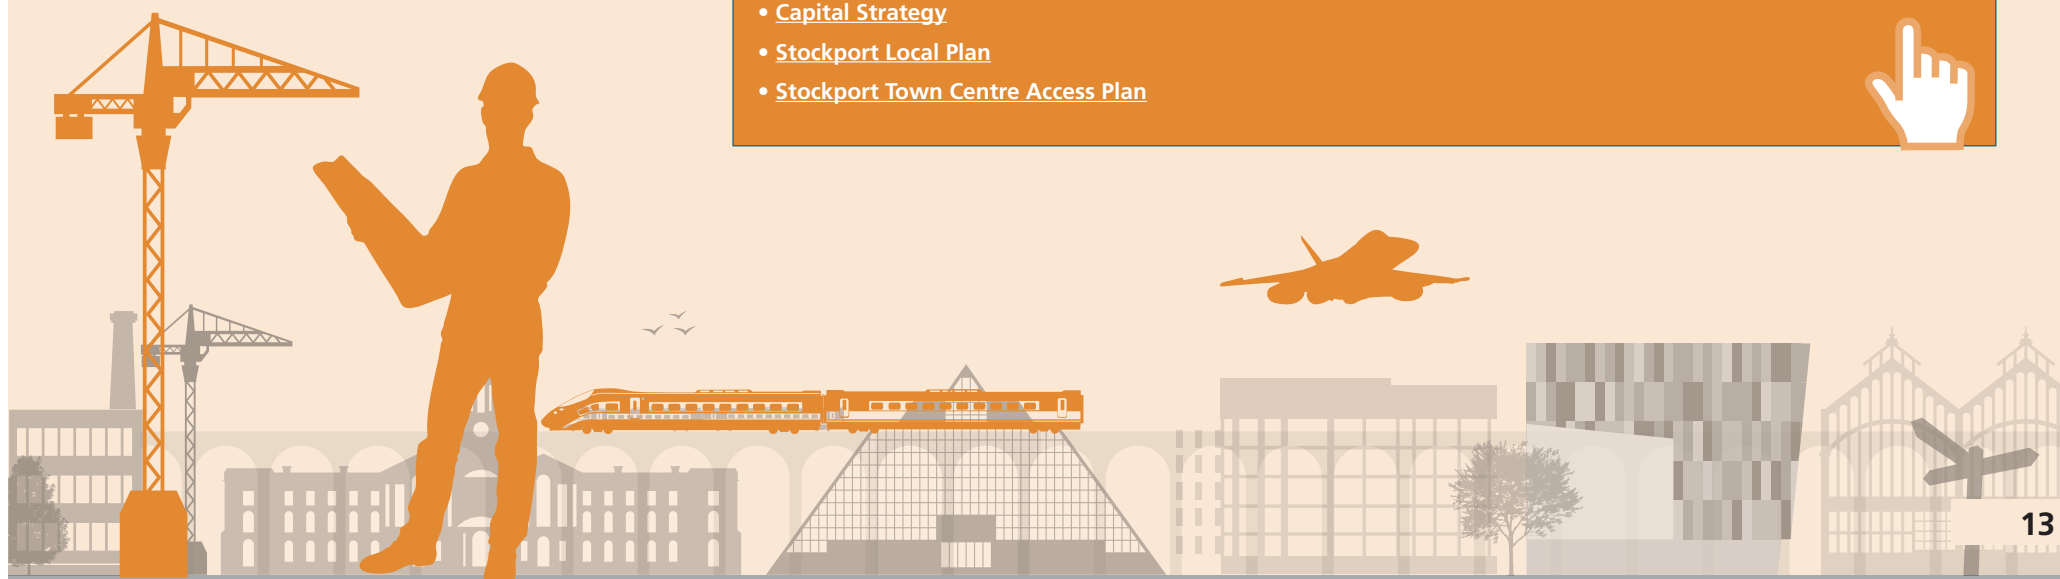 • Capital Strategy
• Stockport Local Plan
• Stockport Town Centre Access Plan
13